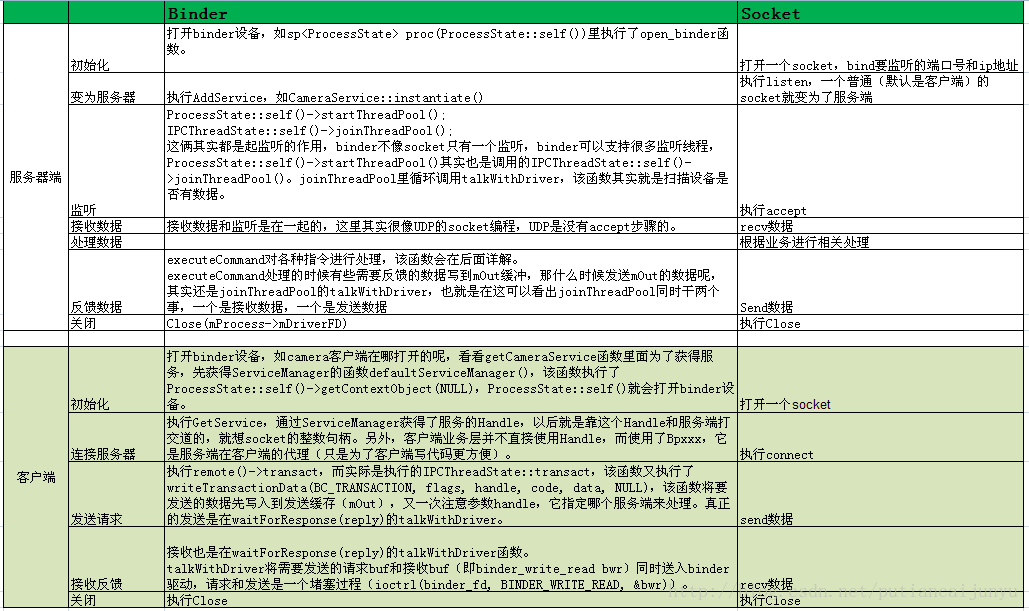 Binder
Socket
服务器端
初始化
打开binder设备，如sp<ProcessState> proc(ProcessState::self())里执行了open_binder函
数。
打开一个socket，bind要监听的端口号和ip地址
变为服务器
执行AddService，如CameraService::instantiate()
执行listen，一个普通（默认是客户端）的
socket就变为了服务端
监听
ProcessState::self()->startThreadPool();
IPCThreadState::self()->joinThreadPool();
这俩其实都是起监听的作用，binder不像socket只有一个监听，binder可以支持很多监听线程，
ProcessState::self()->startThreadPool()其实也是调用的IPCThreadState::self()-
>joinThreadPool()。joinThreadPool里循环调用talkWithDriver，该函数其实就是扫描设备是
否有数据。
执行accept
接收数据
接收数据和监听是在一起的，这里其实很像UDP的socket编程，UDP是没有accept步骤的。
recv数据
处理数据
根据业务进行相关处理
反馈数据
executeCommand对各种指令进行处理，该函数会在后面详解。
executeCommand处理的时候有些需要反馈的数据写到mOut缓冲，那什么时候发送mOut的数据呢，
其实还是joinThreadPool的talkWithDriver，也就是在这可以看出joinThreadPool同时干两个
事，一个是接收数据，一个是发送数据
Send数据
关闭
Close(mProcess->mDriverFD)
执行Close
客户端
初始化
打开binder设备，如camera客户端在哪打开的呢，看看getCameraService函数里面为了获得服
务，先获得ServiceManager的函数defaultServiceManager()，该函数执行了
ProcessState::self()->getContextObject(NULL)，ProcessState::self()就会打开binder设
备。
打开一个socket
连接服务器
执行GetService，通过ServiceManager获得了服务的Handle，以后就是靠这个Handle和服务端打
交道的，就想socket的整数句柄。另外，客户端业务层并不直接使用Handle，而使用了Bpxxx，它
是服务端在客户端的代理（只是为了客户端写代码更方便）。
执行connect
发送请求
执行remote()->transact，而实际是执行的IPCThreadState::transact，该函数又执行了
writeTransactionData(BC_TRANSACTION, flags, handle, code, data, NULL)，该函数将要
发送的数据先写入到发送缓存（mOut），又一次注意参数handle，它指定哪个服务端来处理。真正
的发送是在waitForResponse(reply)的talkWithDriver。
send数据
接收反馈
接收也是在waitForResponse(reply)的talkWithDriver函数。
talkWithDriver将需要发送的请求buf和接收buf（即binder_write_read bwr）同时送入binder
驱动，请求和发送是一个堵塞过程（ioctrl(binder_fd, BINDER_WRITE_READ, &bwr)）。
recv数据
关闭
执行Close
执行Close